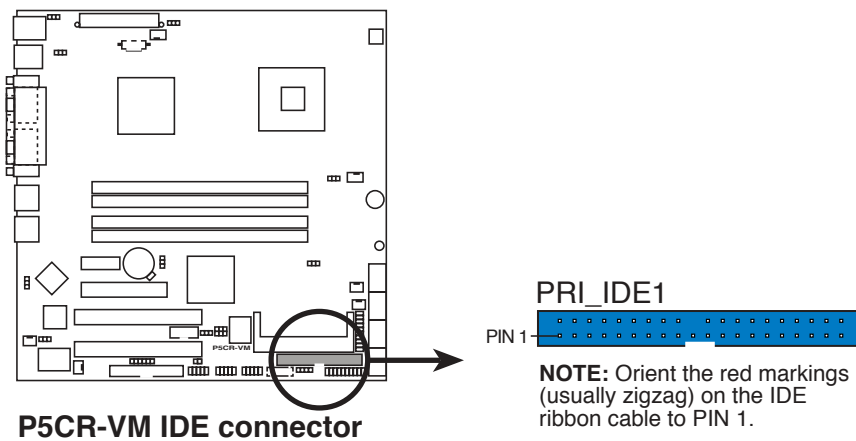 P5CR-VM
PRI_IDE1
PIN 1
NOTE: Orient the red markings
(usually zigzag) on the IDE
ribbon cable to PIN 1.
P5CR-VM IDE connector